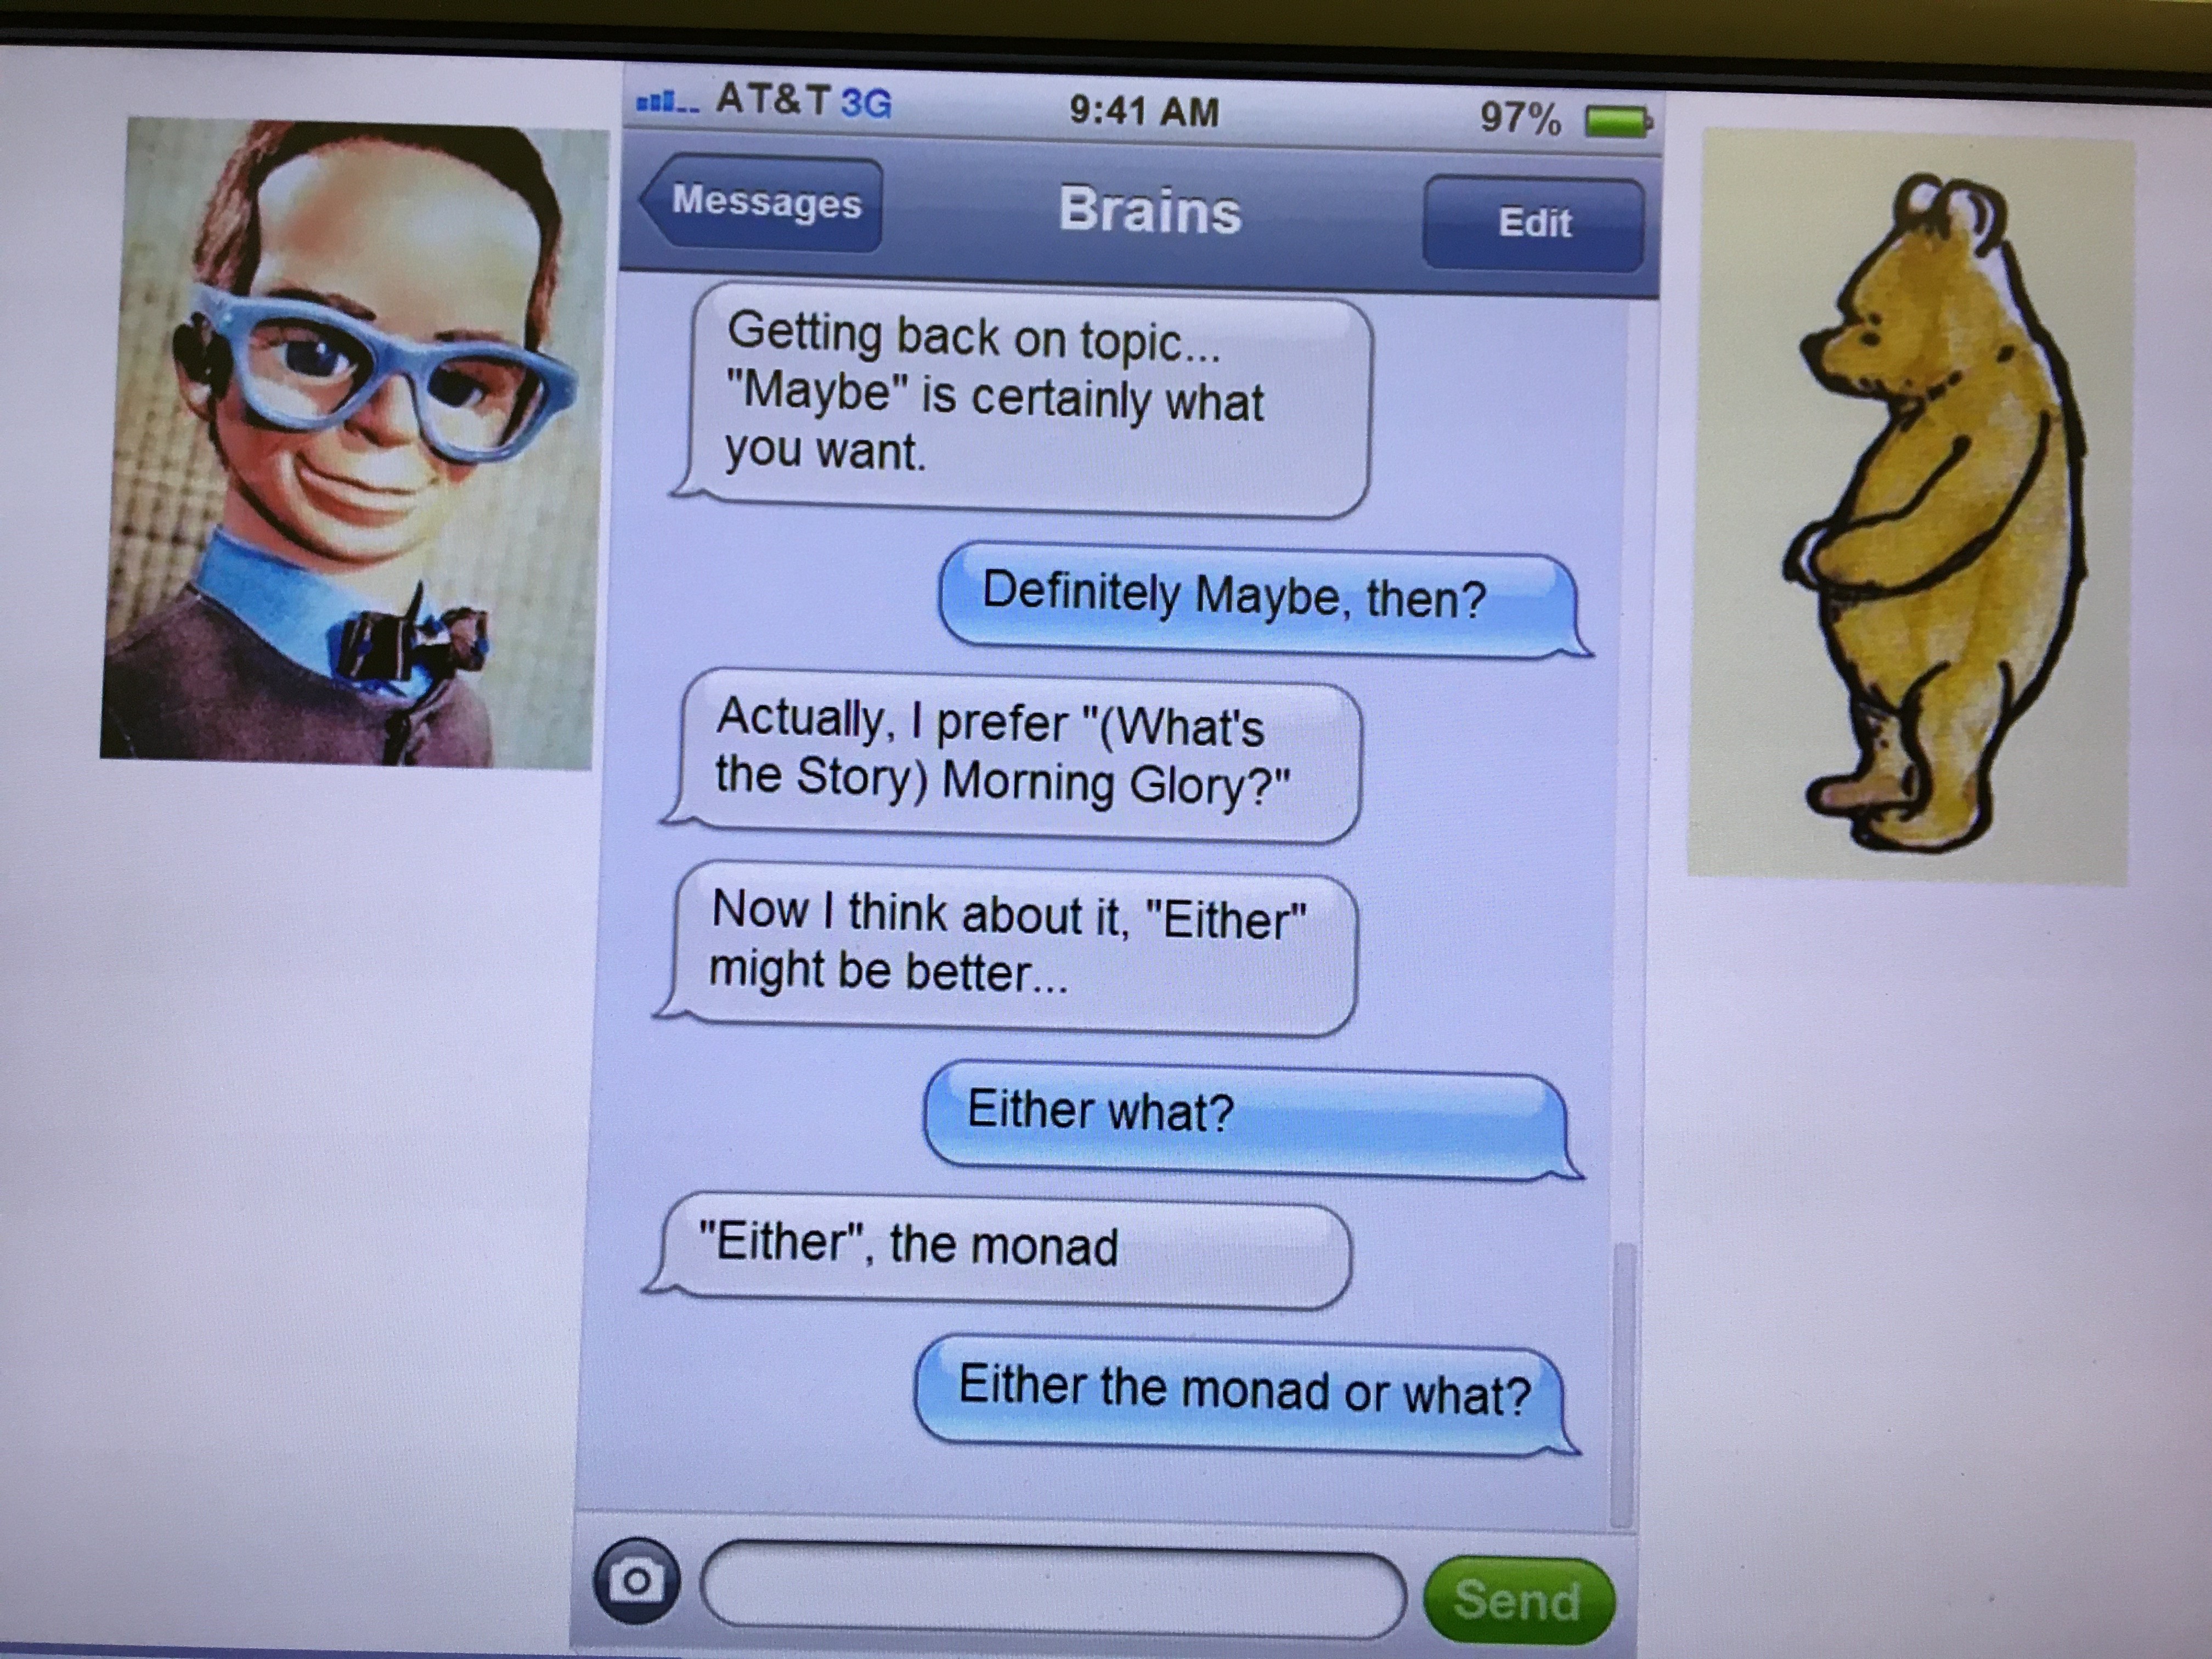 AT&T 3G 9:41 AM 97%
Messages Brains Edit
Getting back on topic...
"Maybe" is certainly what
you want.
Definitely Maybe, then?
Actually, I prefer "(What's
the Story) Morning Glory?"
Now I think about it, "Either"
might be better...
Either what?
"Either", the monad
Either the monad or what?
Send